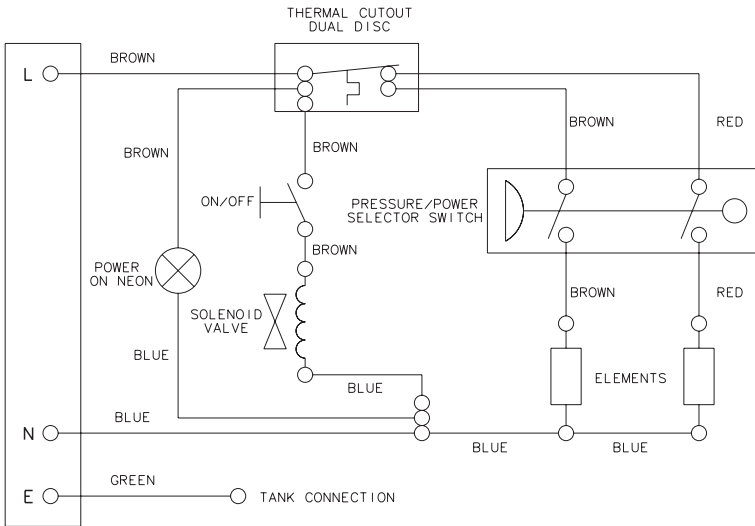 THERMAL CUTOUT
DUAL DISC
BROWN
L
BROWN
BROWN
BROWN
RED
ON/OFF
PRESSURE/POWER
SELECTOR SWITCH
BROWN
POWER
ON NEON
SOLENOID
VALVE
BROWN
RED
BLUE
BLUE
ELEMENTS
BLUE
N
BLUE
BLUE
GREEN
E
TANK CONNECTION